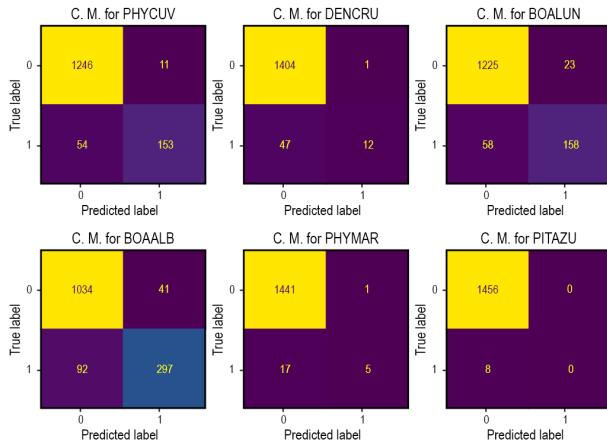 C. M. for PHYCUV
True label
0
1246
11
1
54
153
0
1
Predicted label
C. M. for DENCRU
True label
0
1404
1
1
47
12
0
1
Predicted label
C. M. for BOALUN
True label
0
1225
23
1
58
158
0
1
Predicted label
C. M. for BOAALB
True label
0
1034
41
1
92
297
0
1
Predicted label
C. M. for PHYMAR
True label
0
1441
1
1
17
5
0
1
Predicted label
C. M. for PITAZU
True label
0
1456
0
1
8
0
0
1
Predicted label